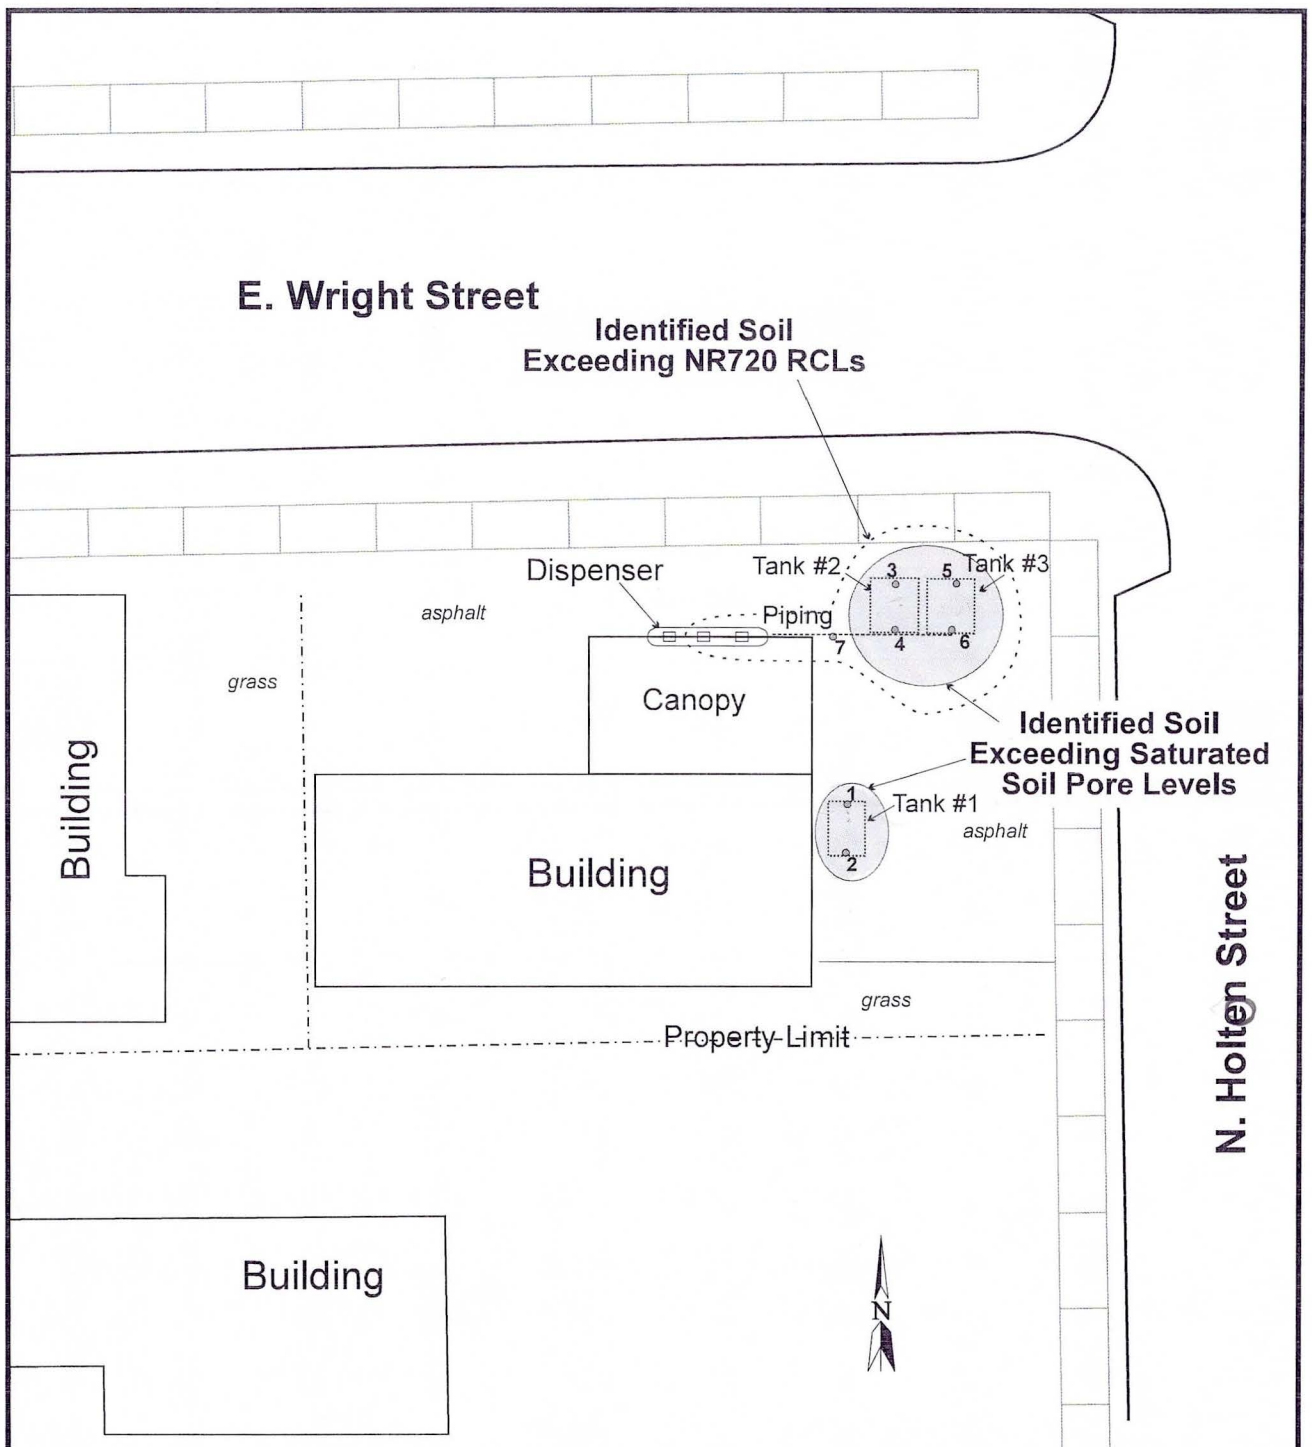 E. Wright Street
Identified Soil
Exceeding NR720 RCLs
Dispenser
Tank #2
3
5
Tank #3
asphalt
Piping
7
4
6
grass
Canopy
Identified Soil
Exceeding Saturated
Soil Pore Levels
Building
1
Tank #1
asphalt
2
Building
grass
Property Limit
N. Holten Street
Building
N